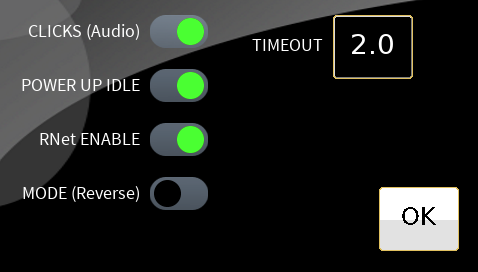 CLICKS (Audio)
TIMEOUT 2.0
POWER UP IDLE
RNet ENABLE
MODE (Reverse)
OK